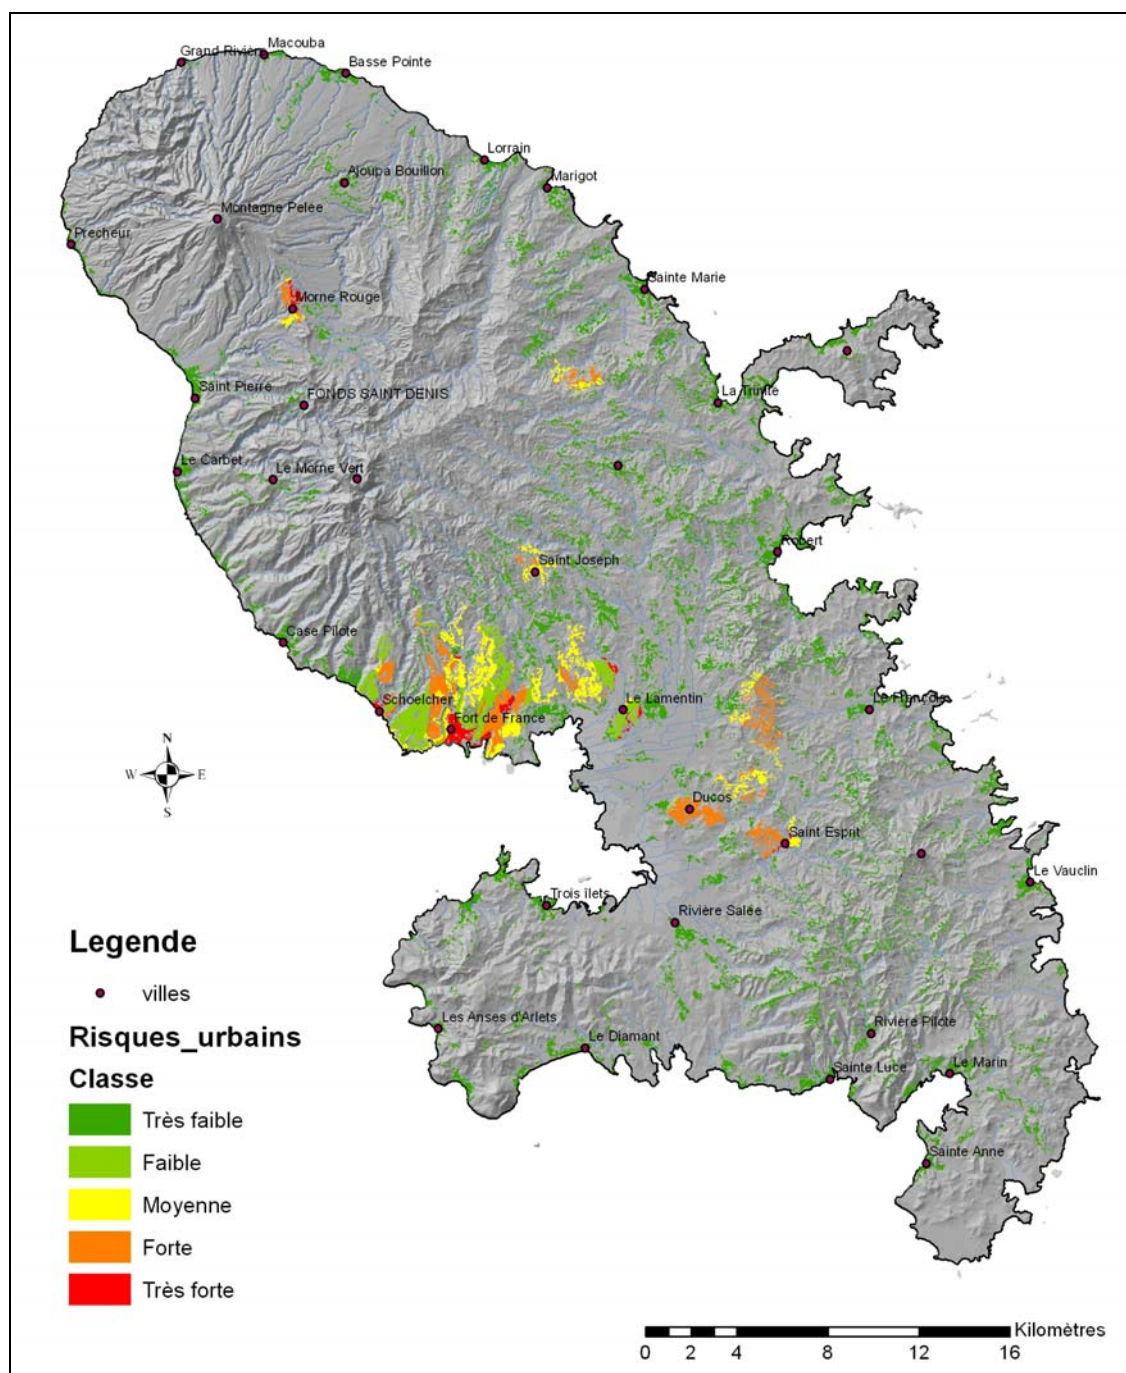 Macouba
Grand Rivière
Basse Pointe
Lorrain
Ajoupa Bouillon
Marigot
Montagne Pelée
Precheur
Sainte Marie
Morne Rouge
La Trinité
Saint Pierre
FONDS SAINT DENIS
Le Carbet
Le Morne Vert
Robert
Saint Joseph
Case Pilote
Schoelcher
Le Lamentin
Le François
Fort de France
N
W
E
S
Ducos
Saint Esprit
Le Vauclin
Trois îlets
Rivière Salée
Legende
villes
Les Anses d'Arlets
Le Diamant
Rivière Pilote
Risques_urbains
Sainte Luce
Le Marin
Classe
Très faible
Sainte Anne
Faible
Moyenne
Forte
Très forte
Kilomètres
0 2 4 8 12 16